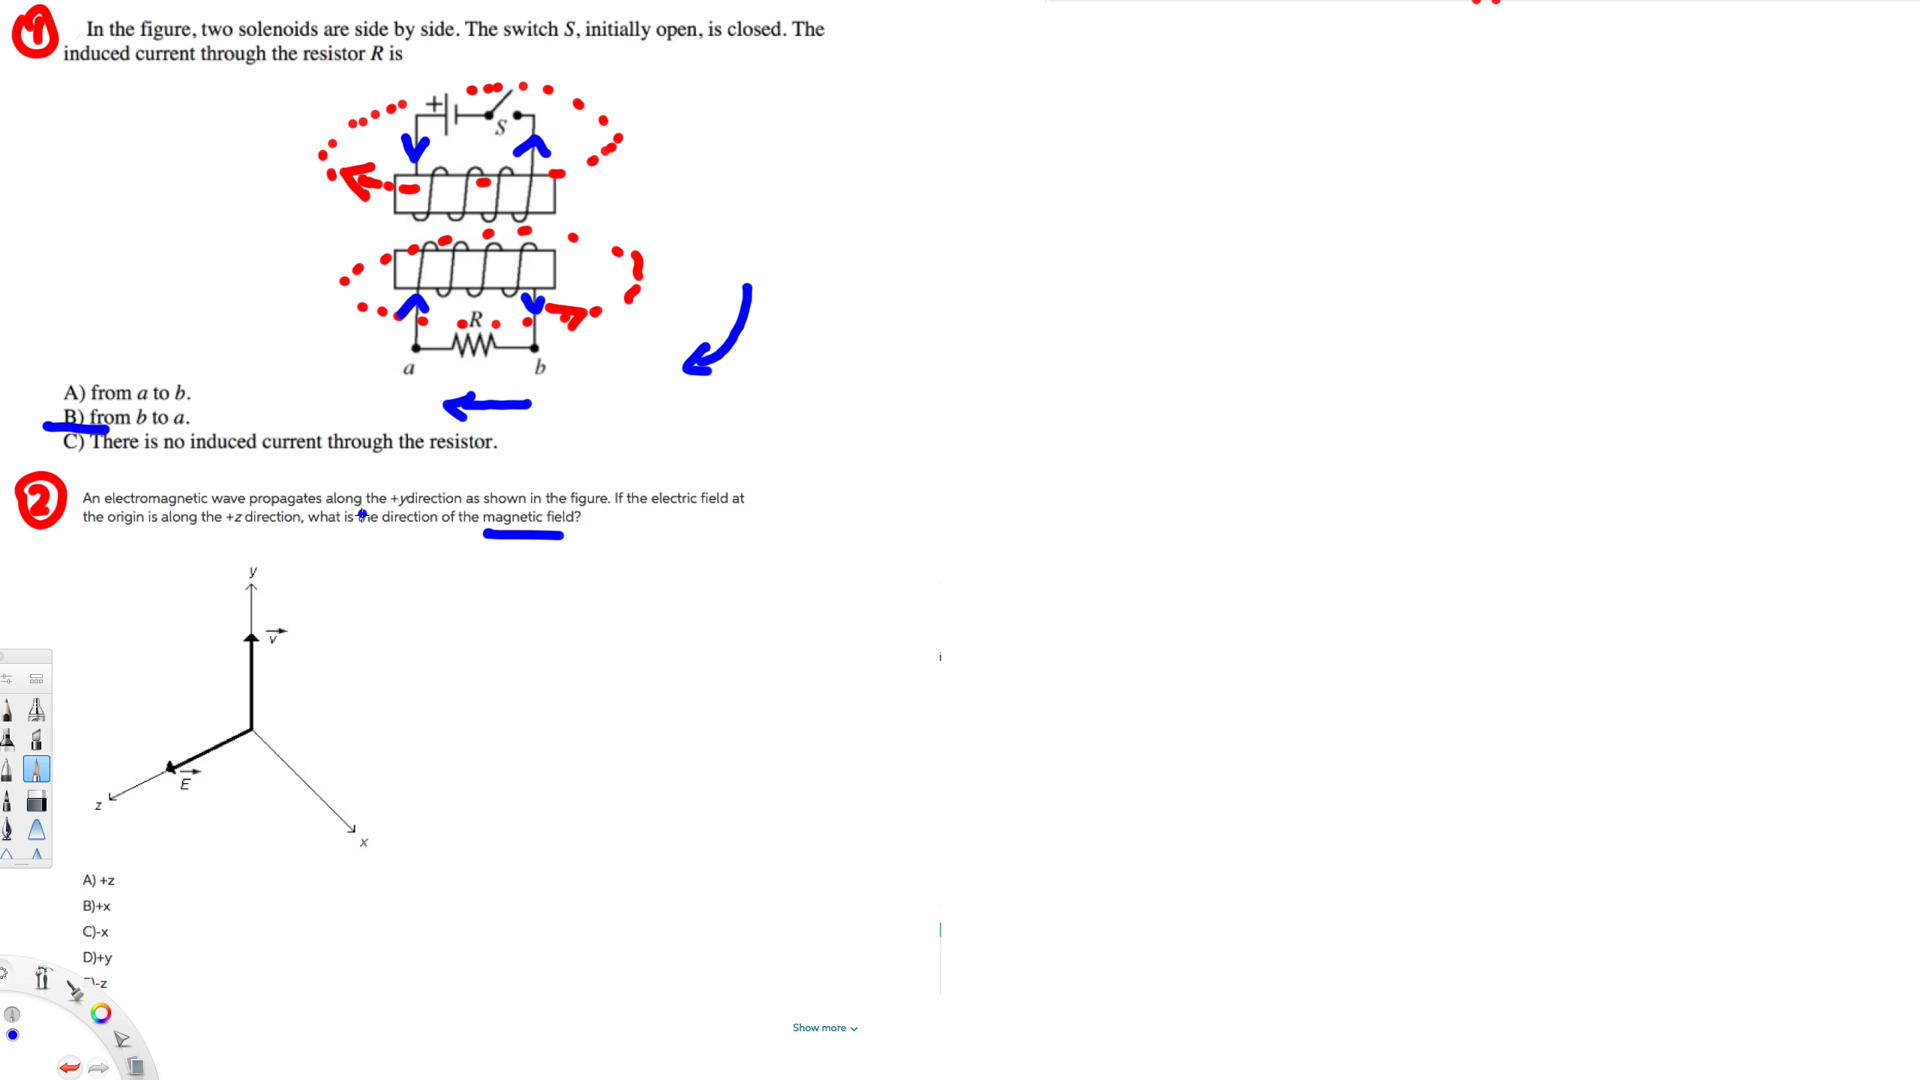 1
In the figure, two solenoids are side by side. The switch S, initially open, is closed. The
induced current through the resistor R is
+
S
R
a
b
A) from a to b.
B) from b to a.
C) There is no induced current through the resistor.
2
An electromagnetic wave propagates along the +ydirection as shown in the figure. If the electric field at
the origin is along the +z direction, what is the direction of the magnetic field?
y
v
E
z
x
A) +z
B)+x
C)-x
D)+y
-z
i
Show more